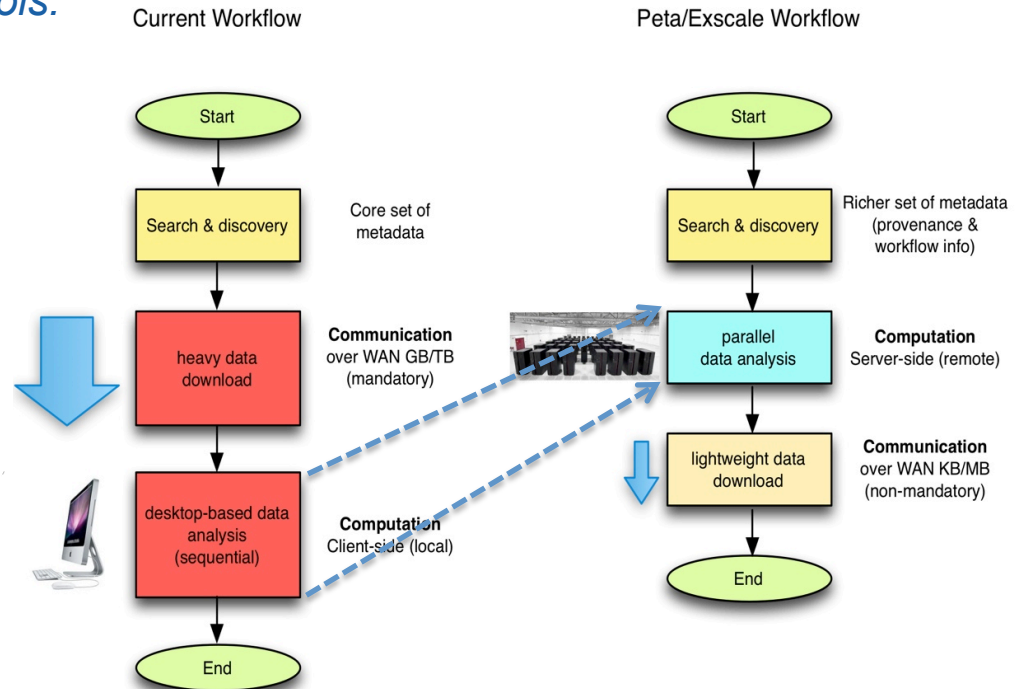 ols.
Current Workflow
Start
Search & discovery
Core set of
metadata
heavy data
download
Communication
over WAN GB/TB
(mandatory)
desktop-based data
analysis
(sequential)
Computation
Client-side (local)
End
Peta/Exscale Workflow
Start
Search & discovery
Richer set of metadata
(provenance &
workflow info)
parallel
data analysis
Computation
Server-side (remote)
lightweight data
download
Communication
over WAN KB/MB
(non-mandatory)
End